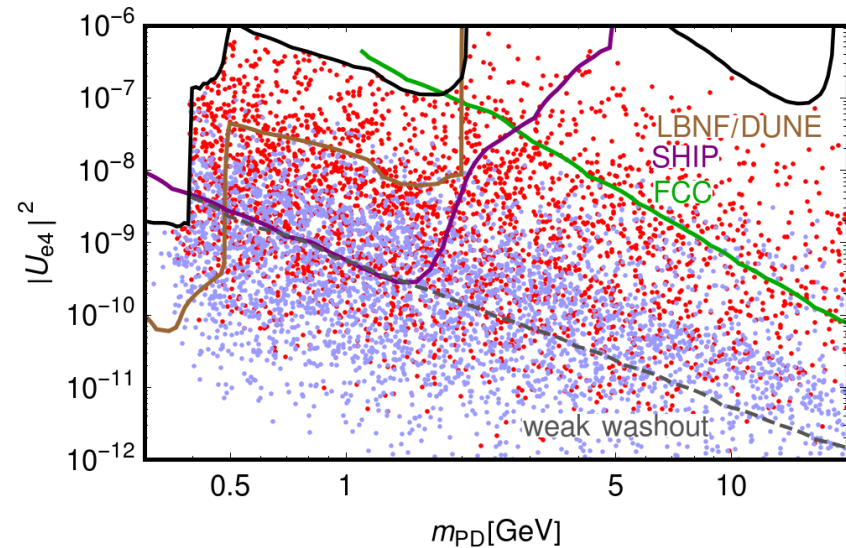 10^-6
10^-7
10^-8
10^-9
10^-10
10^-11
10^-12
|U_e4|^2
LBNF/DUNE
SHIP
FCC
weak washout
0.5 1 5 10
m_PD[GeV]